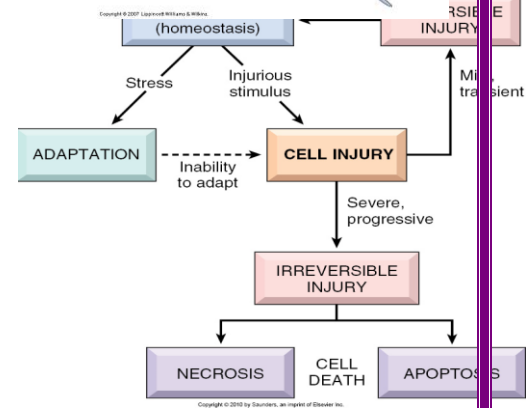 Copyright © 2007 Lippincott Williams & Wilkins.
(homeostasis)
INJURY
Stress
Injurious
stimulus
ADAPTATION
Inability
to adapt
CELL INJURY
Severe,
progressive
IRREVERSIBLE
INJURY
NECROSIS
CELL
DEATH
Copyright © 2010 by Saunders, an imprint of Elsevier Inc.